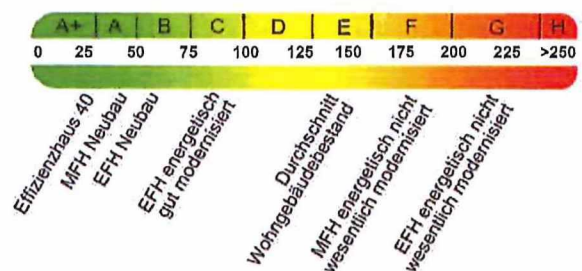 A+ A B C D E F G H
0 25 50 75 100 125 150 175 200 225 >250
Effizienzhaus 40
MFH Neubau
EFH Neubau
EFH energetisch
gut modernisiert
Durchschnitt
Wohngebäudebestand
MFH energetisch nicht
wesentlich modernisiert
EFH energetisch nicht
wesentlich modernisiert